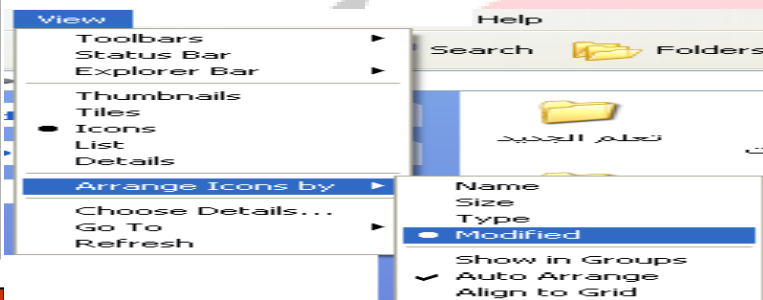 View
Help
Toolbars
Status Bar
Explorer Bar
Search
Folders
Thumbnails
Tiles
Icons
List
Details
تعلم الجديد
Arrange Icons by
Choose Details...
Go To
Refresh
Name
Size
Type
Modified
Show in Groups
Auto Arrange
Align to Grid